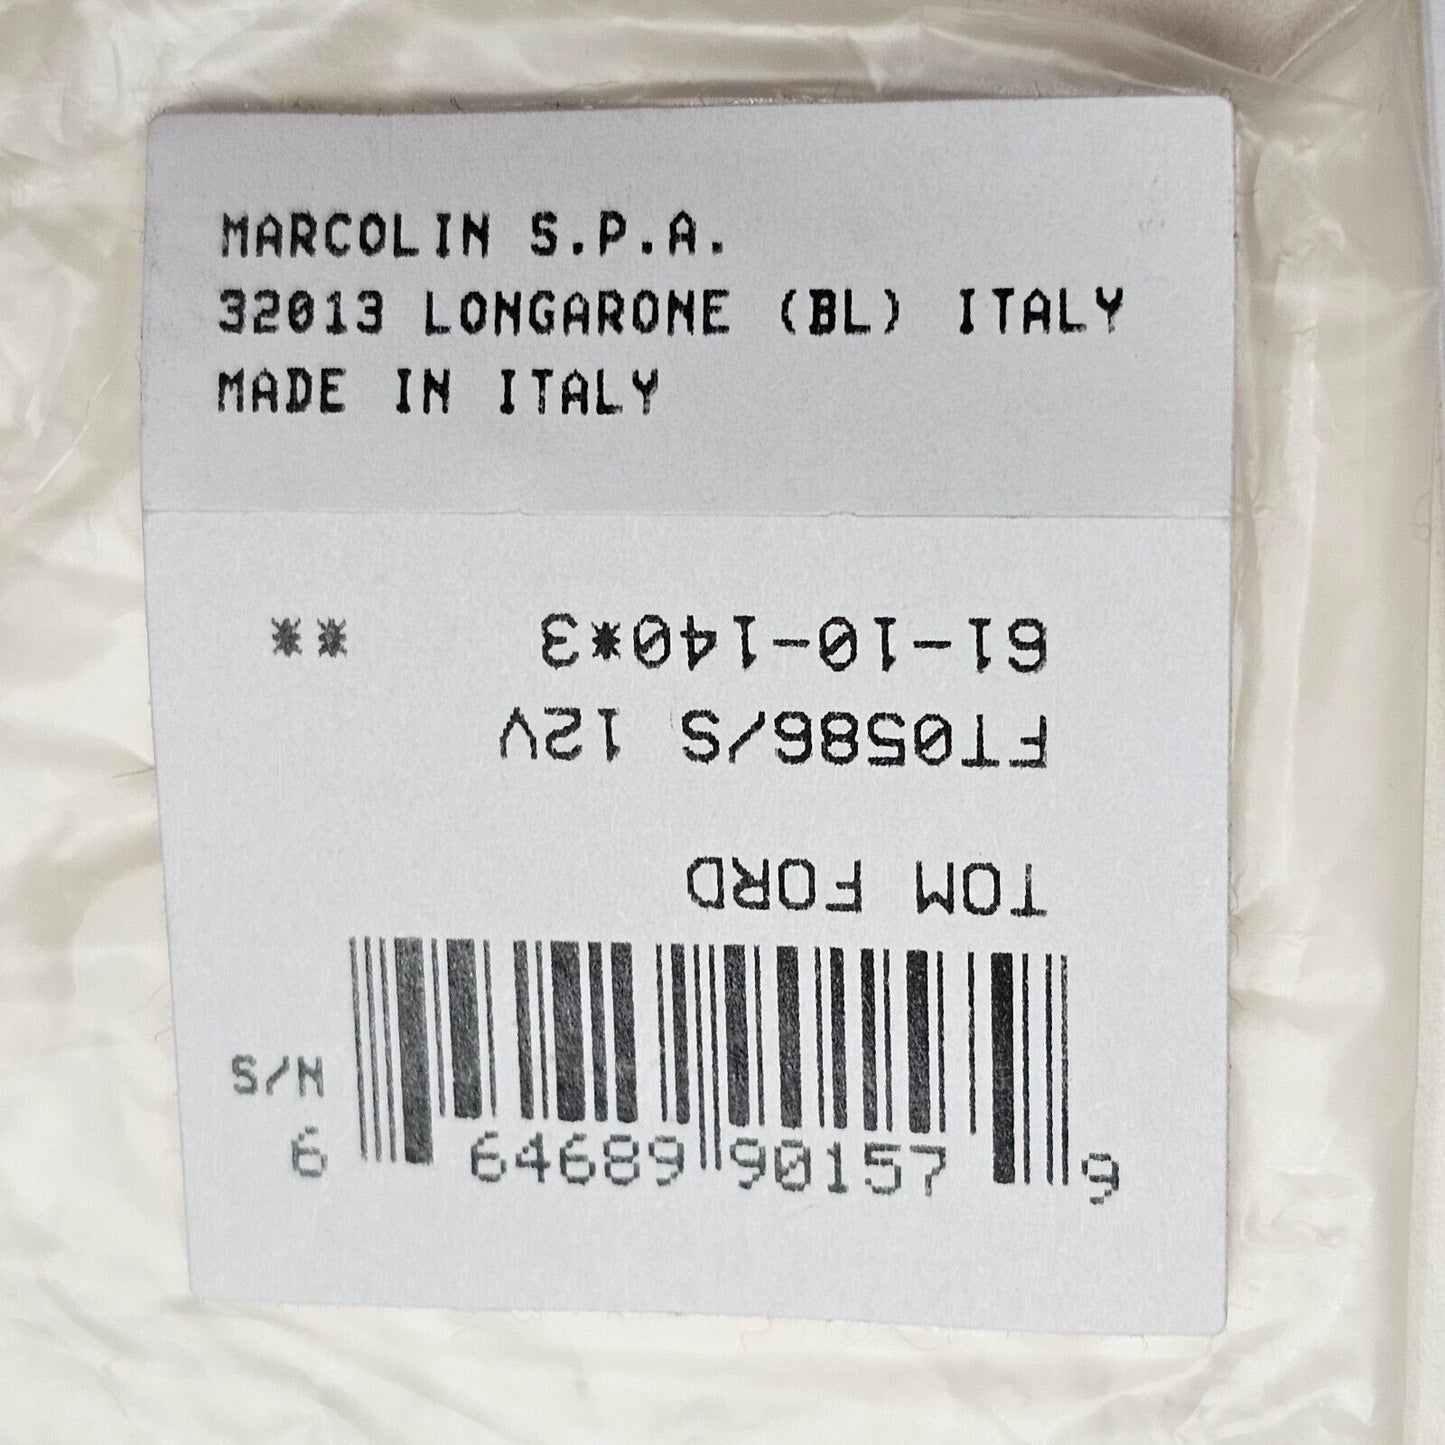 MARCOLIN S.P.A.
32013 LONGARONE (BL) ITALY
MADE IN ITALY
TOM FORD
FT0586/S 12V
61-10-140*3 **
S/N
6 64689 90157 9